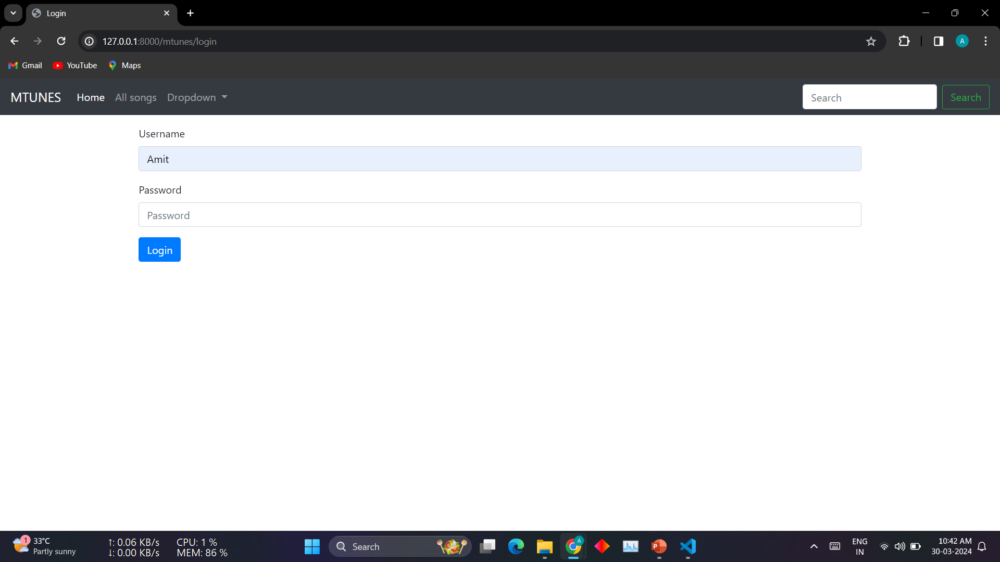 Login
127.0.0.1:8000/mtunes/login
A
Gmail YouTube Maps
MTUNES Home All songs Dropdown Search Search
Username
Amit
Password
Password
Login
1 33°C
Partly sunny
↑: 0.06 KB/s CPU: 1 %
↓: 0.00 KB/s MEM: 86 %
Search
A
P
ENG
IN
10:42 AM
30-03-2024